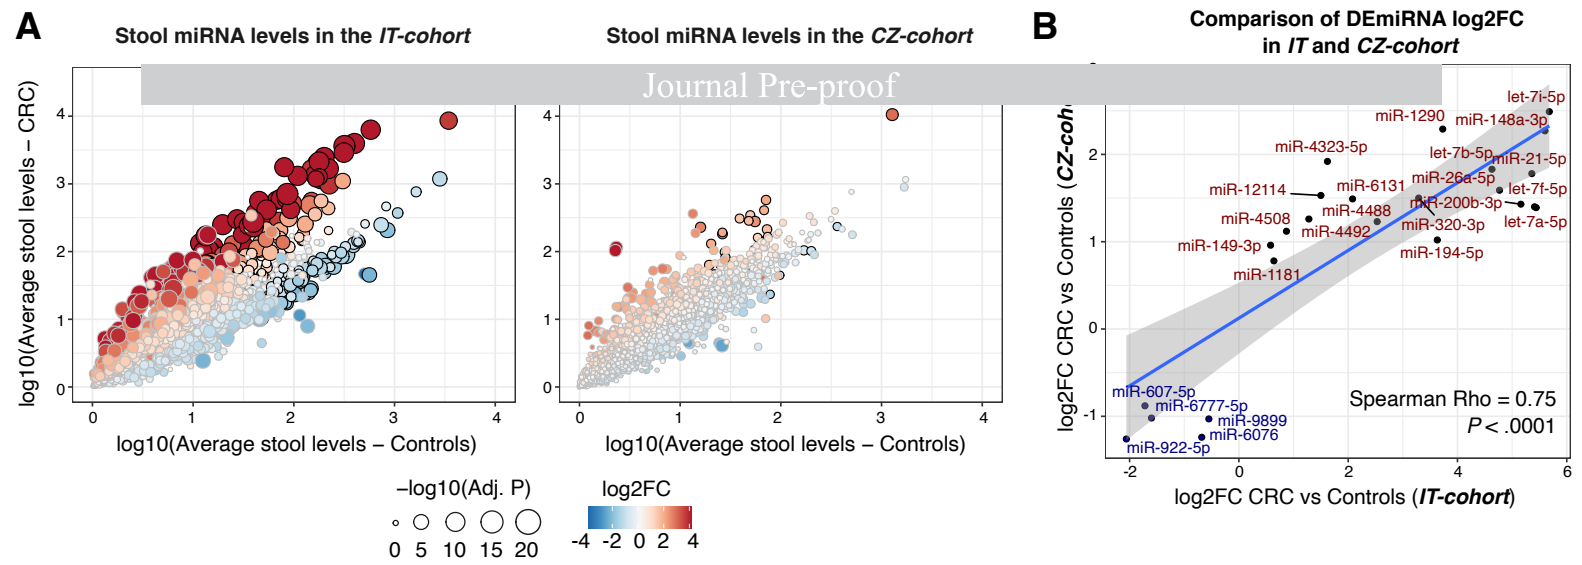 A
Stool miRNA levels in the IT-cohort
Stool miRNA levels in the CZ-cohort
B
Comparison of DEmiRNA log2FC
in IT and CZ-cohort
Journal Pre-proof
log10(Average stool levels – CRC)
4
3
2
1
0
0
1
2
3
4
log10(Average stool levels – Controls)
4
3
2
1
0
0
1
2
3
4
log10(Average stool levels – Controls)
–log10(Adj. P)
0
5
10
15
20
log2FC
-4
-2
0
2
4
log2FC CRC vs Controls (CZ-coh
2
1
0
-1
let-7i-5p
miR-1290
miR-148a-3p
miR-4323-5p
let-7b-5p
miR-21-5p
miR-26a-5p
miR-12114
miR-6131
let-7f-5p
miR-200b-3p
miR-4488
miR-4508
miR-320-3p
let-7a-5p
miR-4492
miR-149-3p
miR-194-5p
miR-1181
miR-607-5p
miR-6777-5p
miR-9899
miR-6076
miR-922-5p
Spearman Rho = 0.75
P < .0001
-2
0
2
4
6
log2FC CRC vs Controls (IT-cohort)